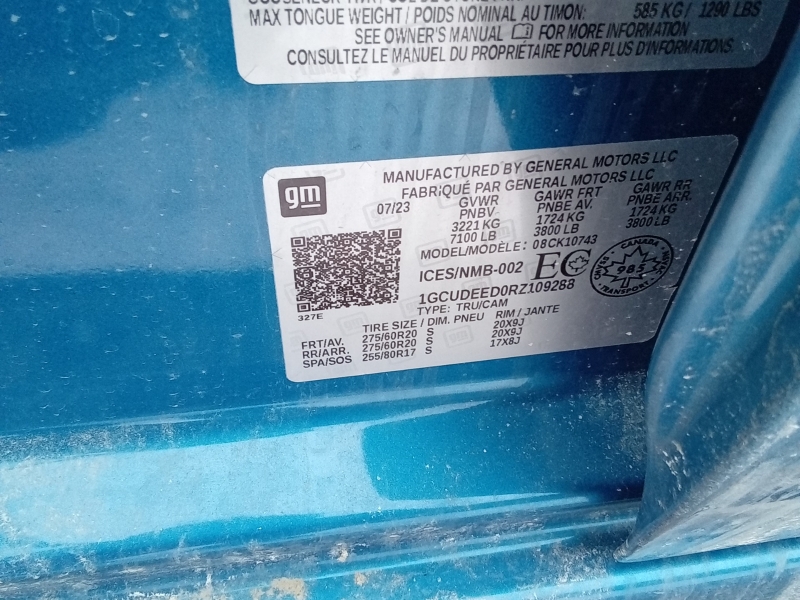 MAX TONGUE WEIGHT / POIDS NOMINAL AU TIMON: 585 KG / 1290 LBS
SEE OWNER'S MANUAL FOR MORE INFORMATION
CONSULTEZ LE MANUEL DU PROPRIÉTAIRE POUR PLUS D'INFORMATIONS.
gm
MANUFACTURED BY GENERAL MOTORS LLC
FABRIQUÉ PAR GENERAL MOTORS LLC
07/23 GVWR GAWR FRT GAWR RR
PNBV PNBE AV. PNBE ARR.
3221 KG 1724 KG 1724 KG
7100 LB 3800 LB 3800 LB
MODEL/MODÈLE: 08CK10743
ICES/NMB-002 EC
CANADA
985
TRANSPORT
1GCUDEED0RZ109288
TYPE: TRU/CAM
327E
TIRE SIZE / DIM. PNEU RIM / JANTE
FRT/AV. 275/60R20 S 20X9J
RR/ARR. 275/60R20 S 20X9J
SPA/SOS 255/80R17 S 17X8J